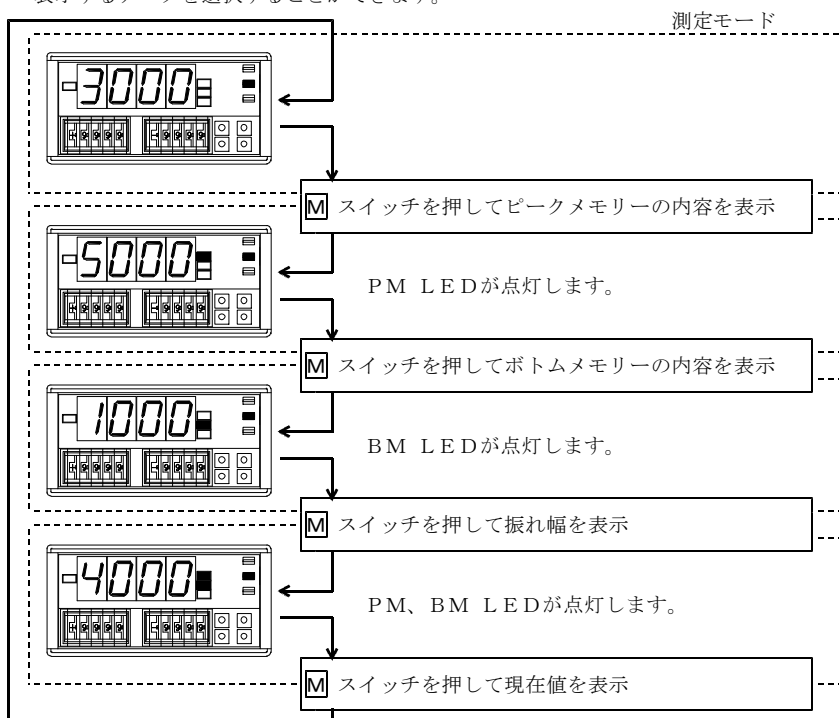 表示するデータを選択することができます。
測定モード
3000
M スイッチを押してピークメモリーの内容を表示
5000
PM LEDが点灯します。
M スイッチを押してボトムメモリーの内容を表示
1000
BM LEDが点灯します。
M スイッチを押して振れ幅を表示
4000
PM、BM LEDが点灯します。
M スイッチを押して現在値を表示